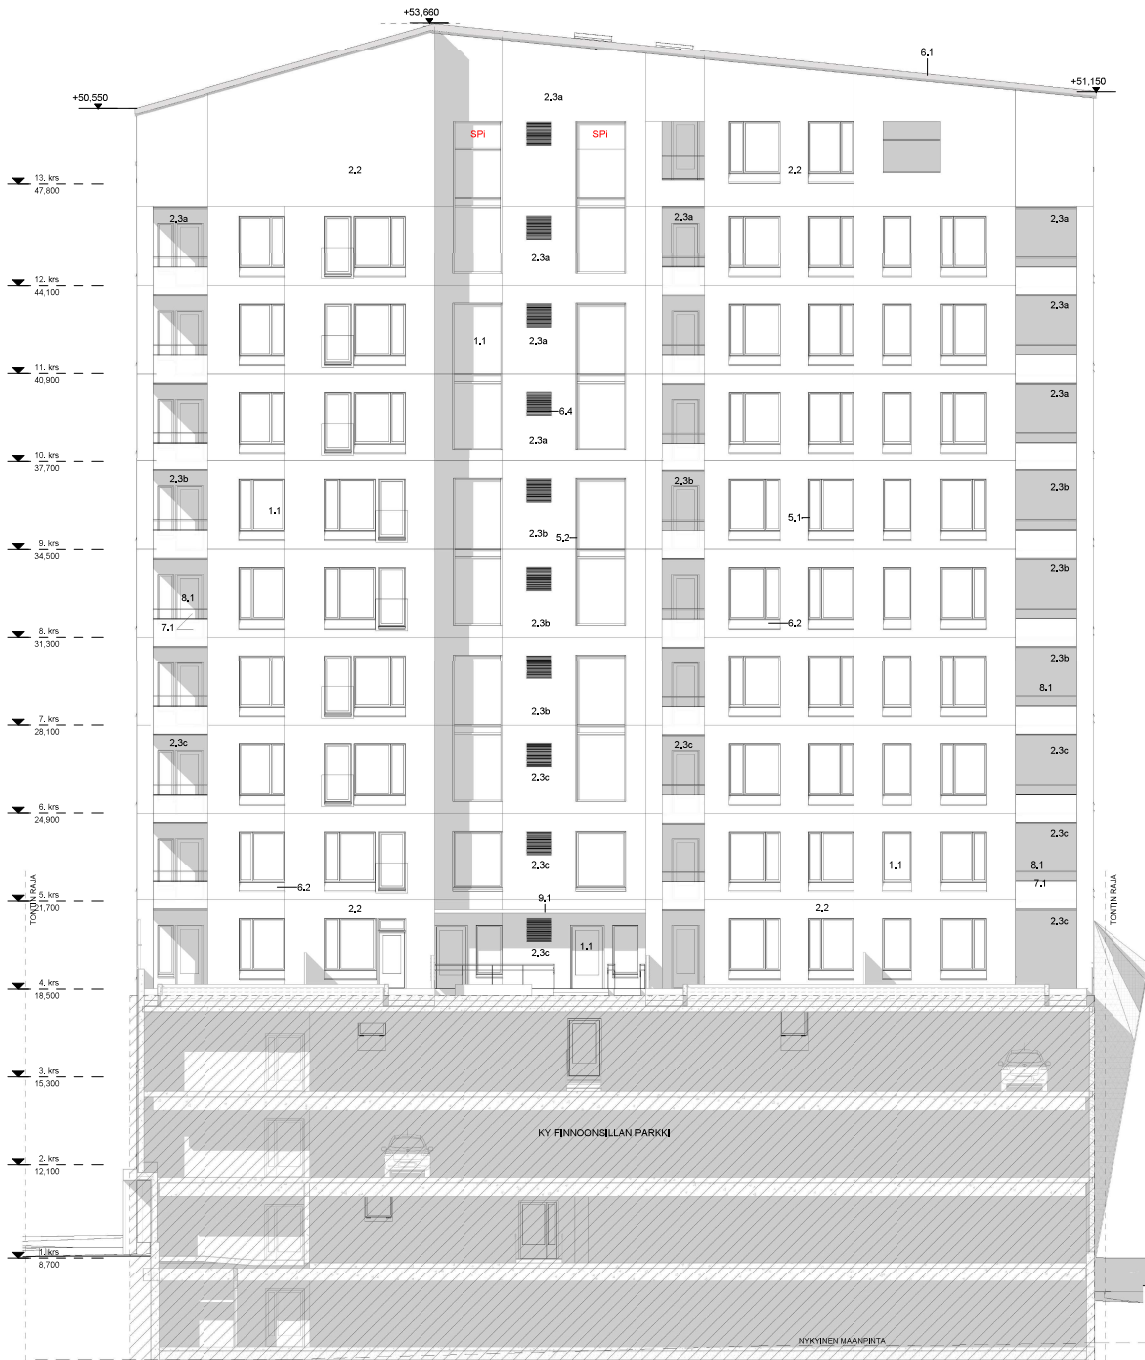 +53,660
6.1
+51,150
+50,550
2.3a
SPi
SPi
2.2
2.2
13. krs
47,800
2.3a
2.3a
2.3a
2.3a
12. krs
44,100
2.3a
1.1
2.3a
11. krs
40,900
2.3a
6.4
2.3a
10. krs
37,700
2.3b
2.3b
2.3b
1.1
5.1
2.3b
5.2
9. krs
34,500
2.3b
8.1
7.1
2.3b
6.2
8. krs
31,300
2.3b
8.1
2.3b
7. krs
28,100
2.3c
2.3c
2.3c
2.3c
6. krs
24,900
2.3c
2.3c
1.1
8.1
7.1
6.2
5. krs
21,700
TONTIN RAJA
TONTIN RAJA
9.1
2.2
2.2
2.3c
1.1
2.3c
4. krs
18,500
3. krs
15,300
KY FINNOONSILLAN PARKKI
2. krs
12,100
1. krs
8,700
NYKYINEN MAANPINTA